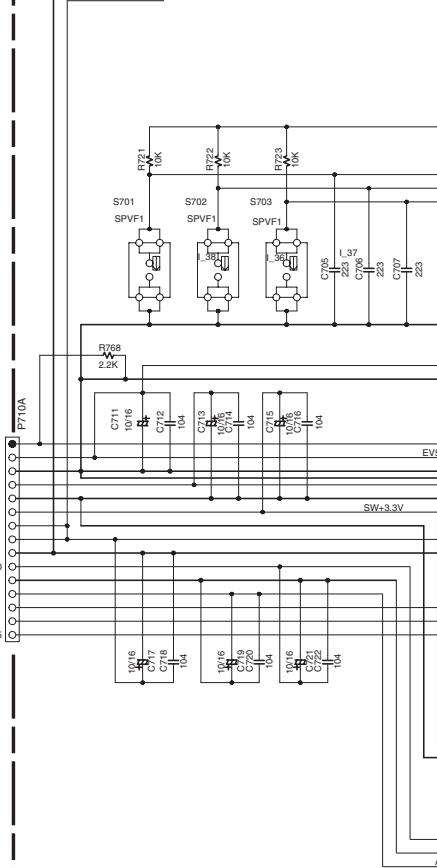 R721
10K
R722
10K
R723
10K
S701
S702
S703
SPVF1
SPVF1
SPVF1
I_38
I_36
I_37
C705
223
C706
223
C707
223
R768
2.2K
P710A
C711
10/16
C712
104
C713
10/16
C714
104
C715
10/16
C716
104
SW+3.3V
10/16
C717
C718
104
10/16
C719
C720
104
10/16
C721
C722
104